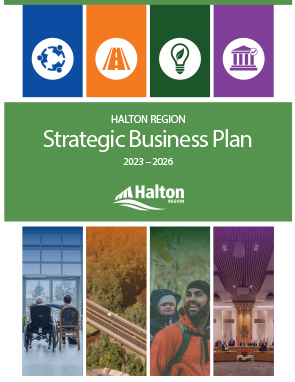 HALTON REGION
Strategic Business Plan
2023 – 2026
Halton
REGION